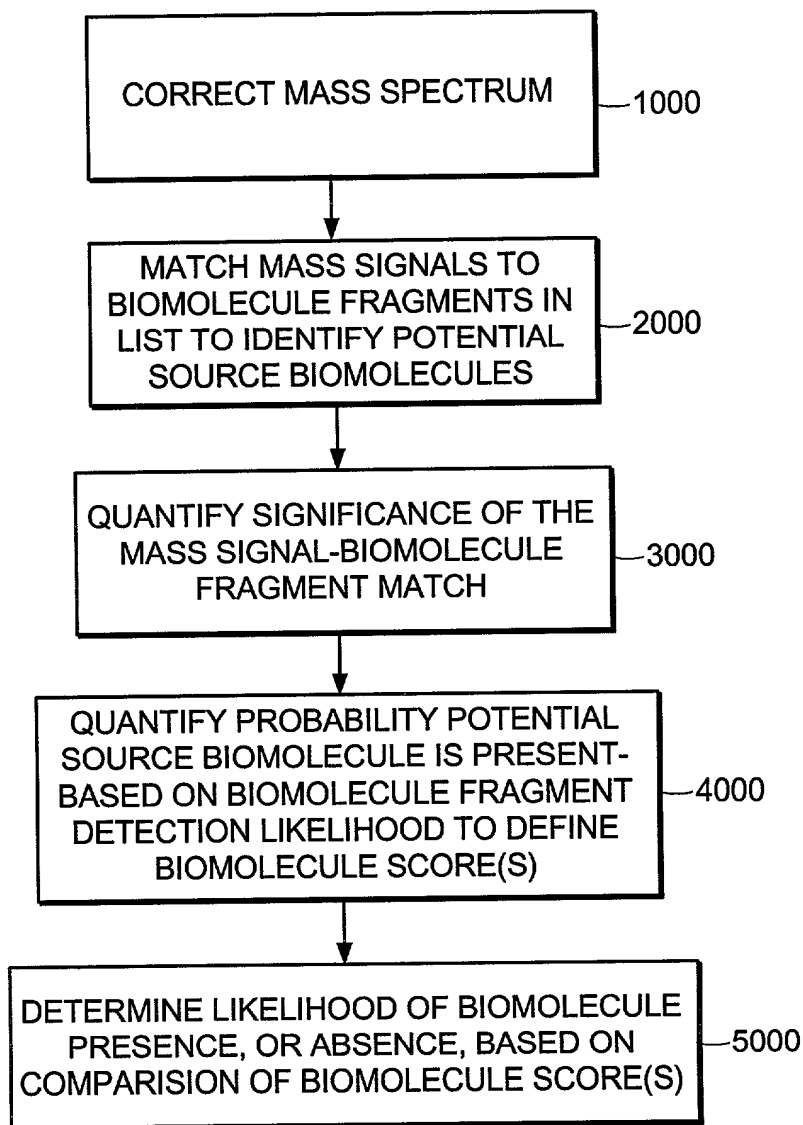 CORRECT MASS SPECTRUM
1000
MATCH MASS SIGNALS TO
BIOMOLECULE FRAGMENTS IN
LIST TO IDENTIFY POTENTIAL
SOURCE BIOMOLECULES
2000
QUANTIFY SIGNIFICANCE OF THE
MASS SIGNAL-BIOMOLECULE
FRAGMENT MATCH
3000
QUANTIFY PROBABILITY POTENTIAL
SOURCE BIOMOLECULE IS PRESENT-
BASED ON BIOMOLECULE FRAGMENT
DETECTION LIKELIHOOD TO DEFINE
BIOMOLECULE SCORE(S)
4000
DETERMINE LIKELIHOOD OF BIOMOLECULE
PRESENCE, OR ABSENCE, BASED ON
COMPARISION OF BIOMOLECULE SCORE(S)
5000